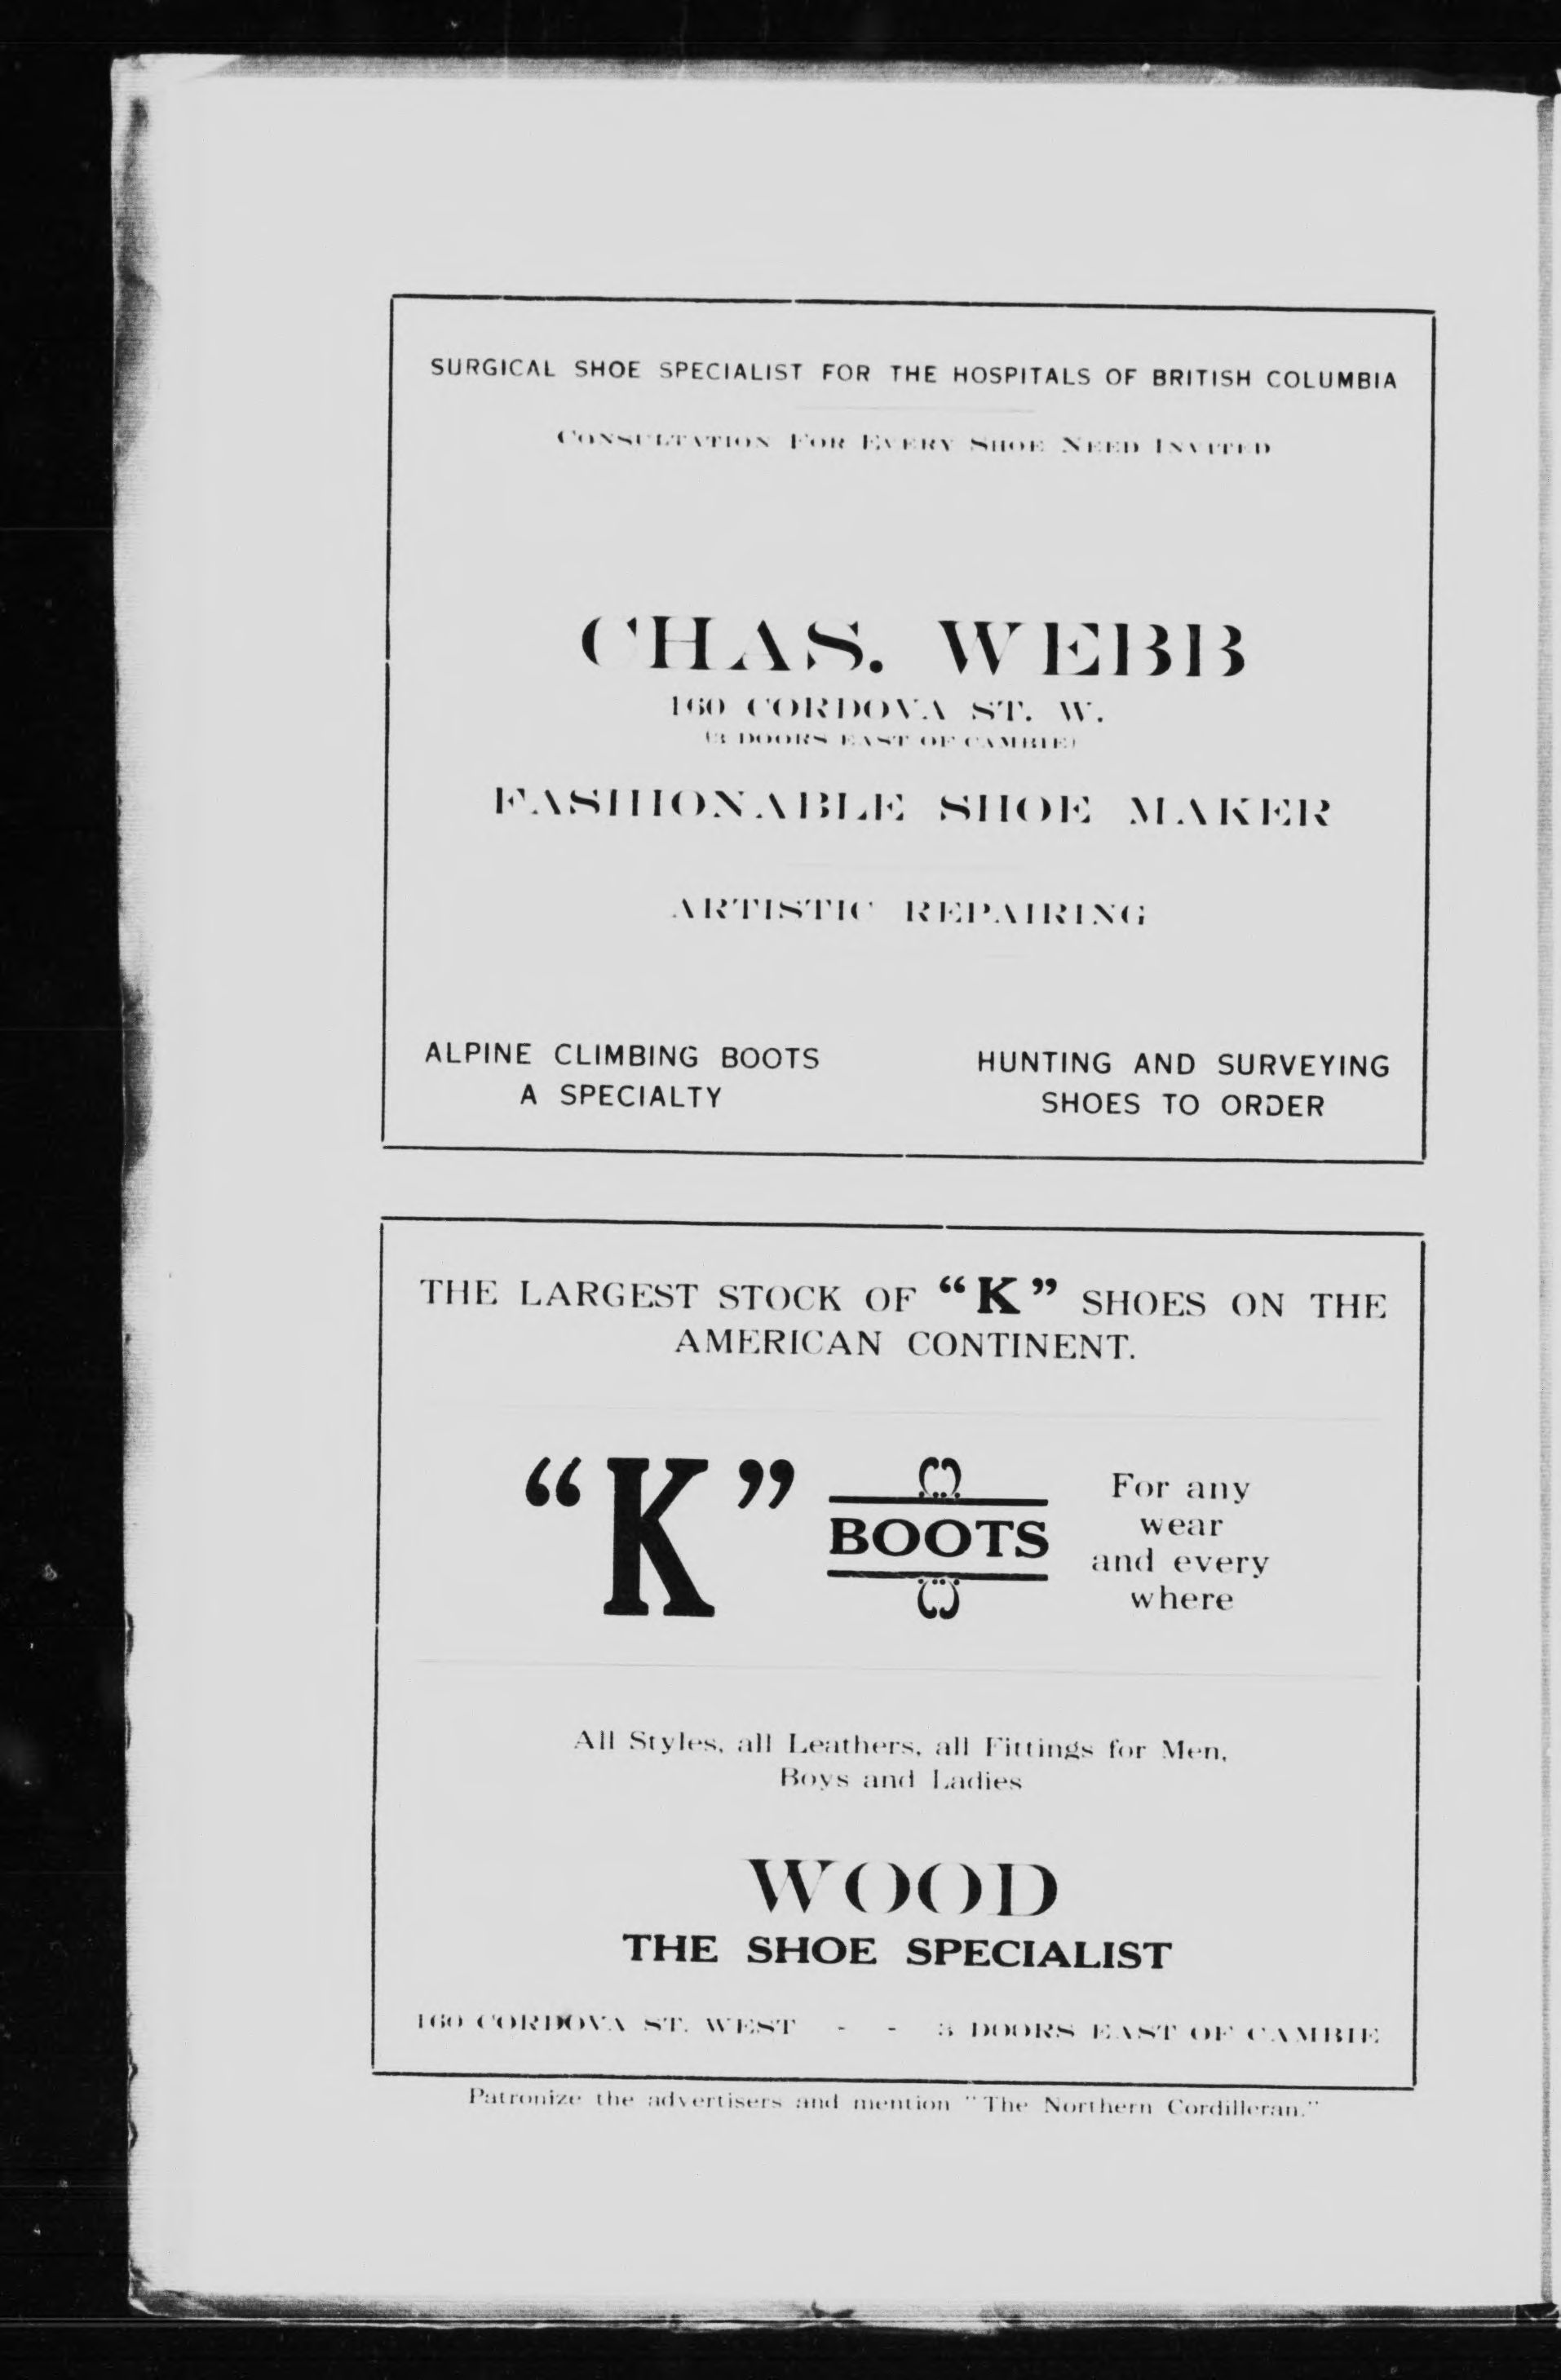 SURGICAL SHOE SPECIALIST FOR THE HOSPITALS OF BRITISH COLUMBIA
CONSULTATION FOR EVERY SHOE NEED INVITED
CHAS. WEBB
160 CORDOVA ST. W.
(3 DOORS EAST OF CAMBIE)
FASHIONABLE SHOE MAKER
ARTISTIC REPAIRING
ALPINE CLIMBING BOOTS
A SPECIALTY
HUNTING AND SURVEYING
SHOES TO ORDER
THE LARGEST STOCK OF “K” SHOES ON THE
AMERICAN CONTINENT.
“K” BOOTS
For any
wear
and every
where
All Styles, all Leathers, all Fittings for Men,
Boys and Ladies
WOOD
THE SHOE SPECIALIST
160 CORDOVA ST. WEST - - 3 DOORS EAST OF CAMBIE
Patronize the advertisers and mention "The Northern Cordilleran."